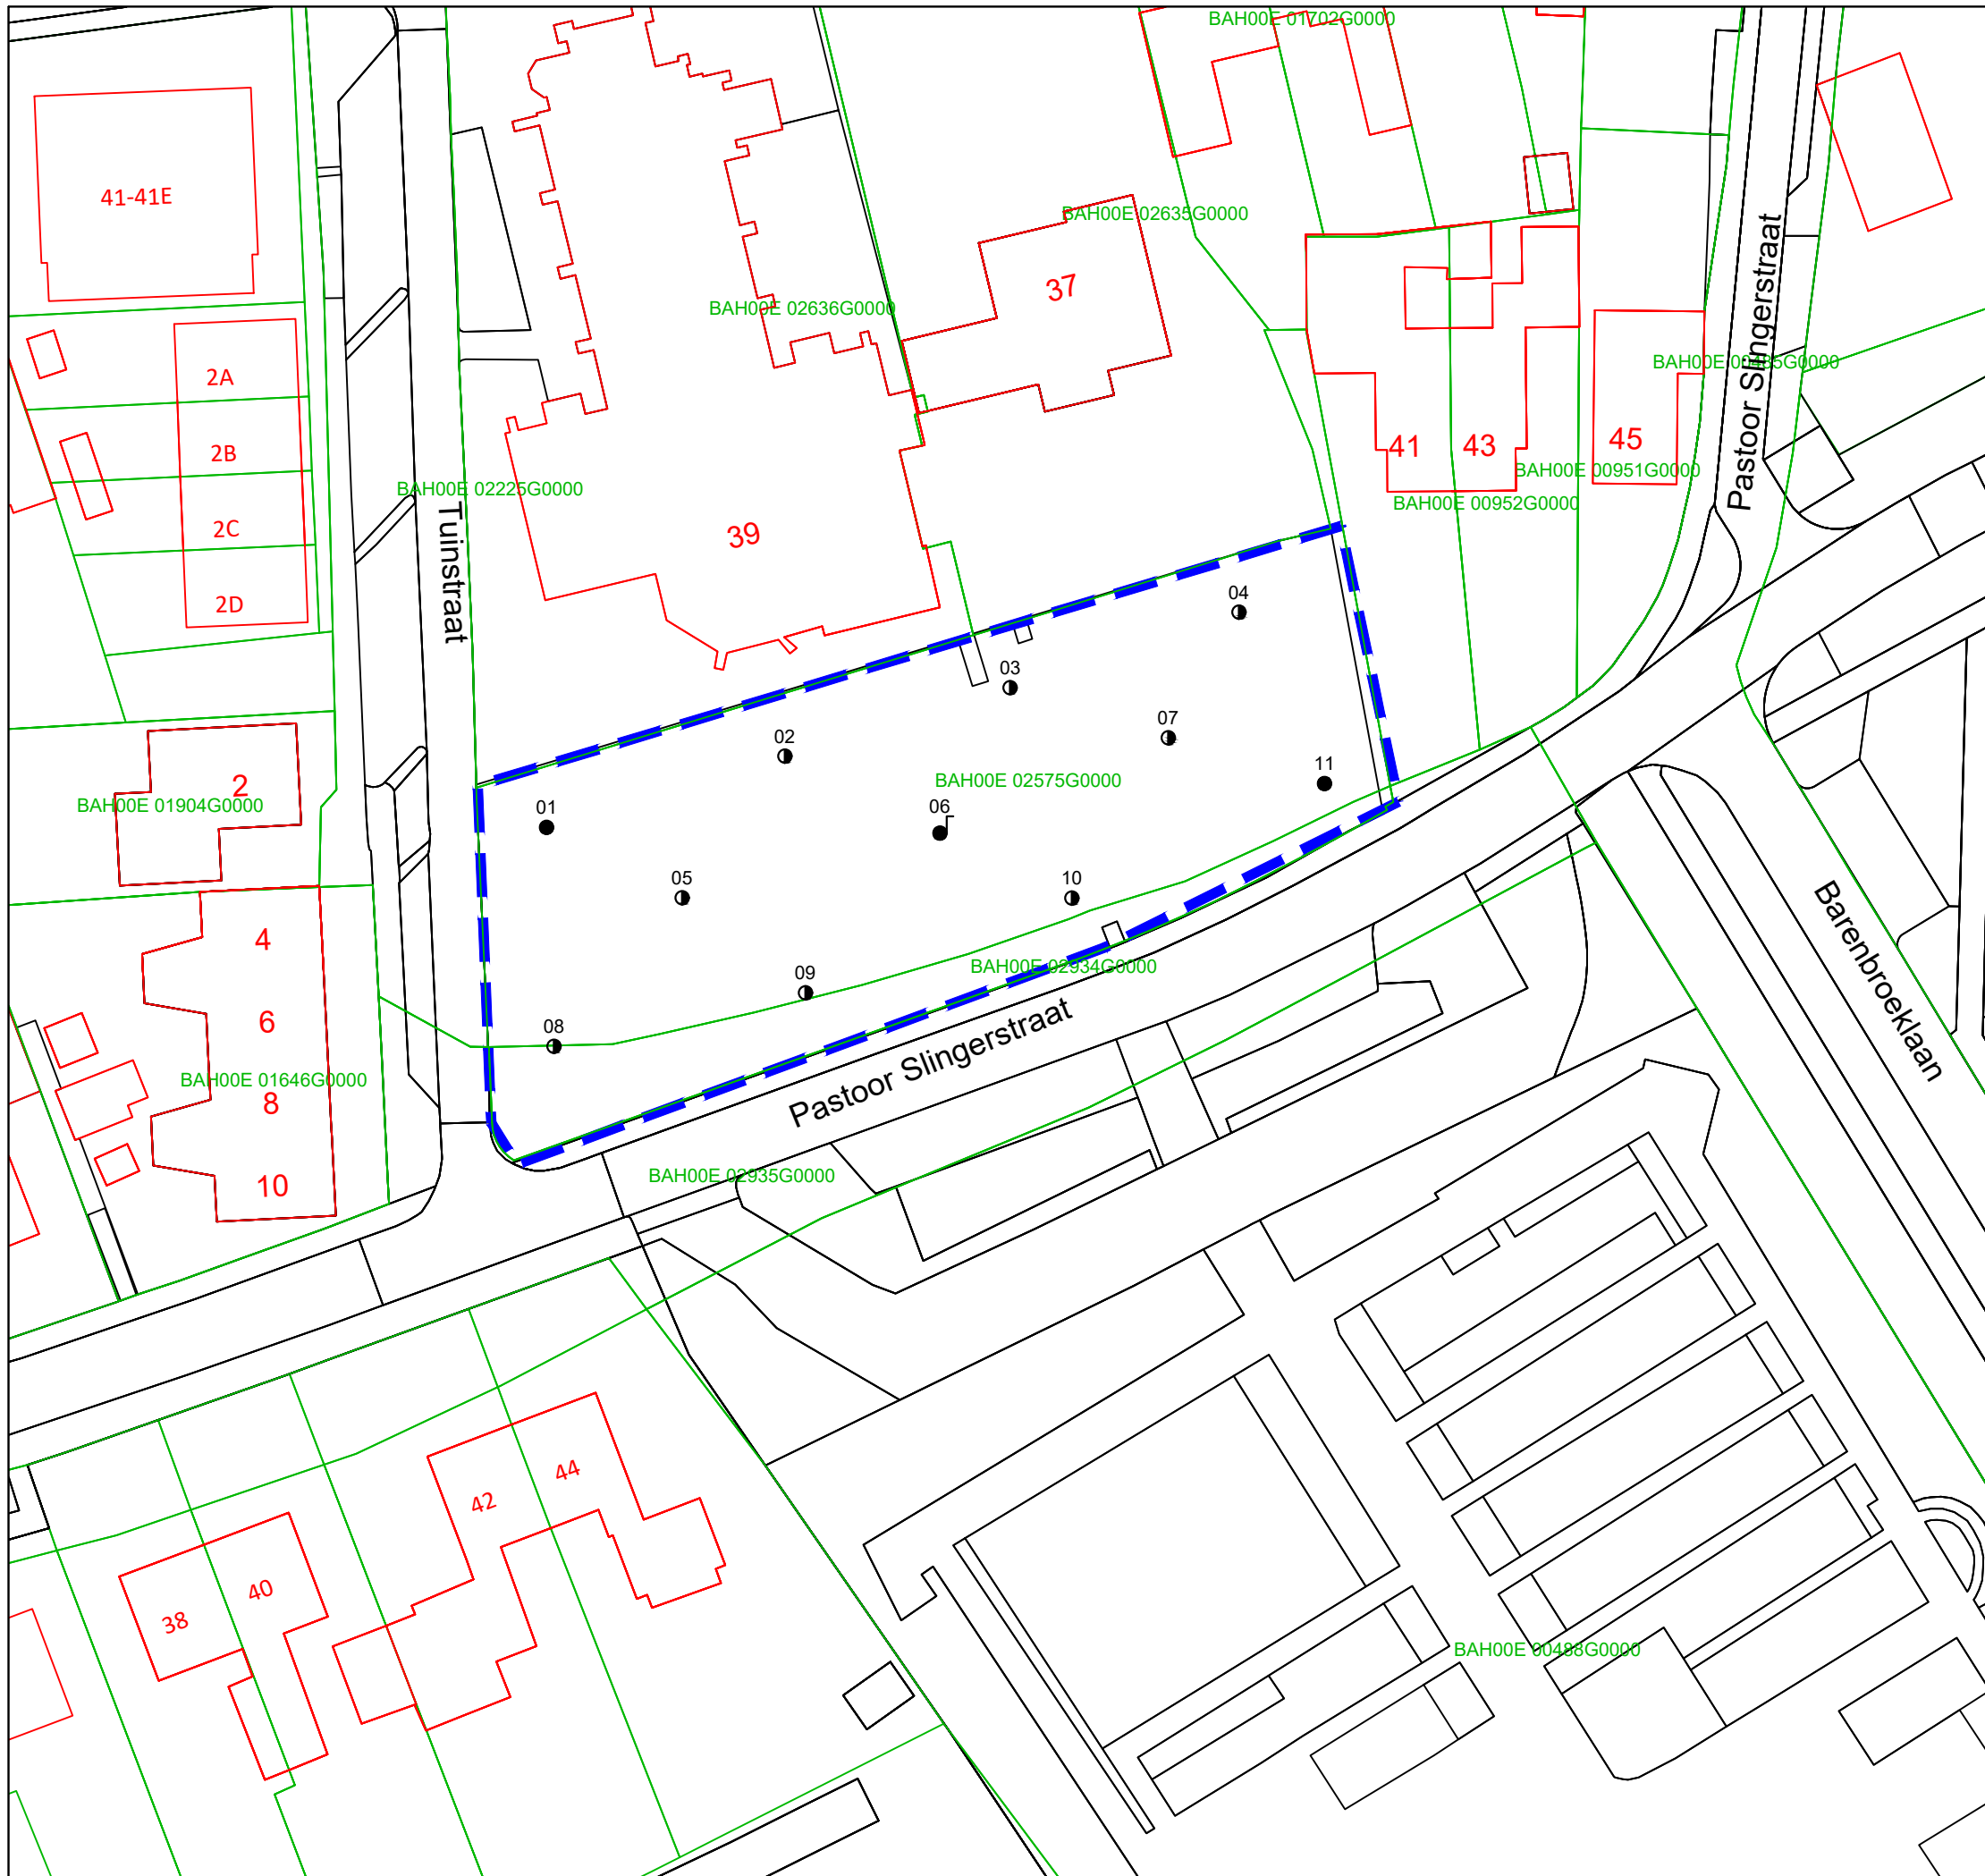 BAH00E 01702G0000
41-41E
BAH00E 02635G0000
37
Pastoor Slingerstraat
BAH00E 02636G0000
2A
BAH00E 00485G0000
2B
41
43
45
BAH00E 00951G0000
BAH00E 02225G0000
BAH00E 00952G0000
2C
39
Tuinstraat
2D
04
03
07
02
11
2
BAH00E 02575G0000
BAH00E 01904G0000
01
06
05
10
4
Barenbroeklaan
BAH00E 02934G0000
09
6
08
Pastoor Slingerstraat
BAH00E 01646G0000
8
BAH00E 02935G0000
10
44
42
40
38
BAH00E 00488G0000